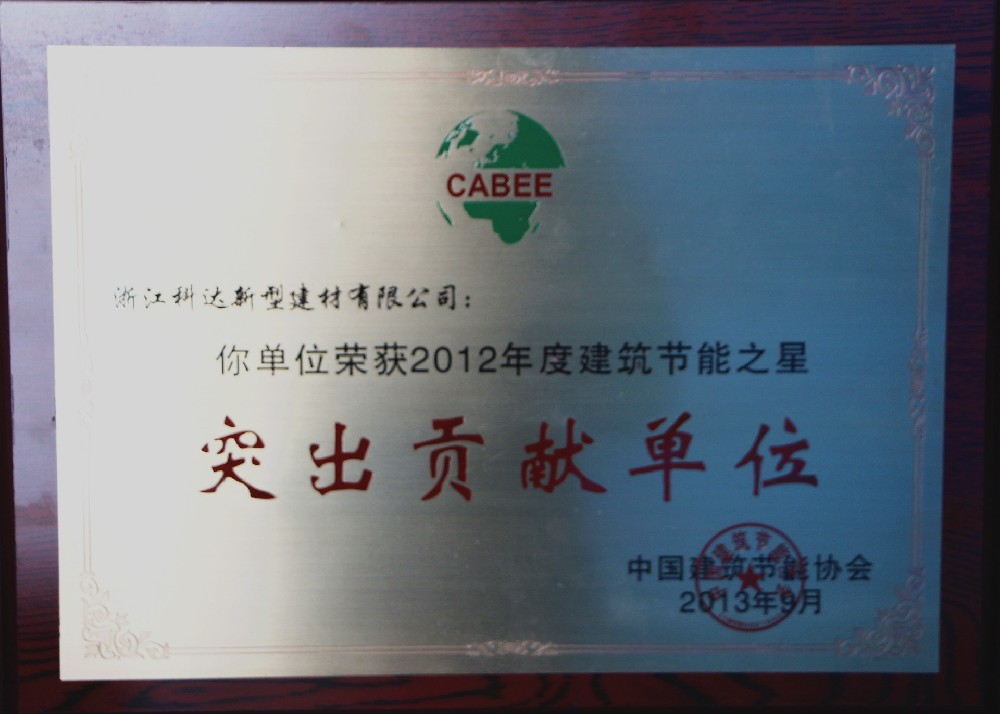 CABEE
浙江科达新型建材有限公司：
你单位荣获2012年度建筑节能之星
突出贡献单位
中国建筑节能协会
2013年9月